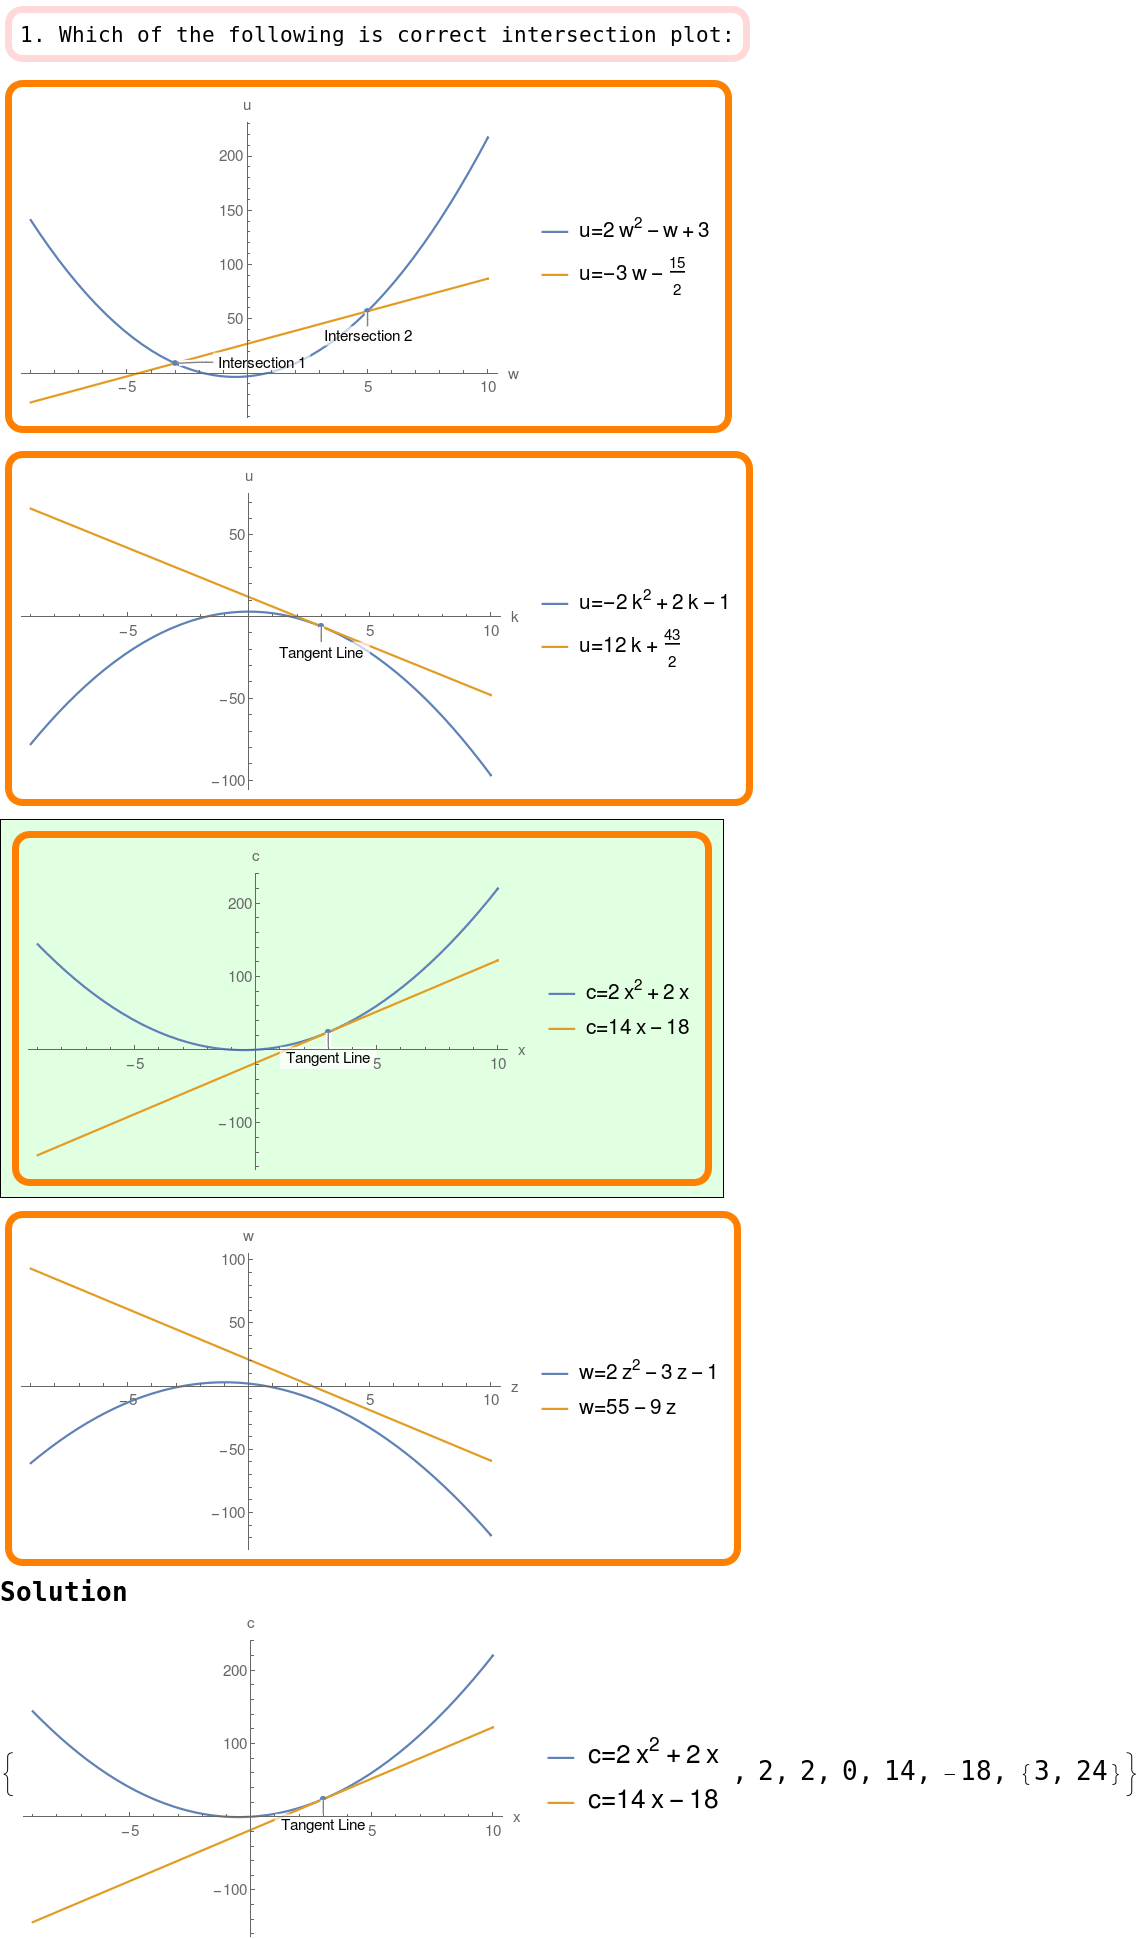 1. Which of the following is correct intersection plot:
u
200
150
100
50
−5 5 10 w
Intersection 1
Intersection 2
u=2 w² − w + 3
u=−3 w − 15/2
u
50
−5 5 10 k
Tangent Line
−50
−100
u=−2 k² + 2 k − 1
u=12 k + 43/2
c
200
100
−5 5 10 x
Tangent Line
−100
c=2 x² + 2 x
c=14 x − 18
w
100
50
−5 5 10 z
−50
−100
w=2 z² − 3 z − 1
w=55 − 9 z
Solution
c
200
100
−5 5 10 x
Tangent Line
−100
c=2 x² + 2 x
c=14 x − 18
{ , 2, 2, 0, 14, −18, {3, 24}}